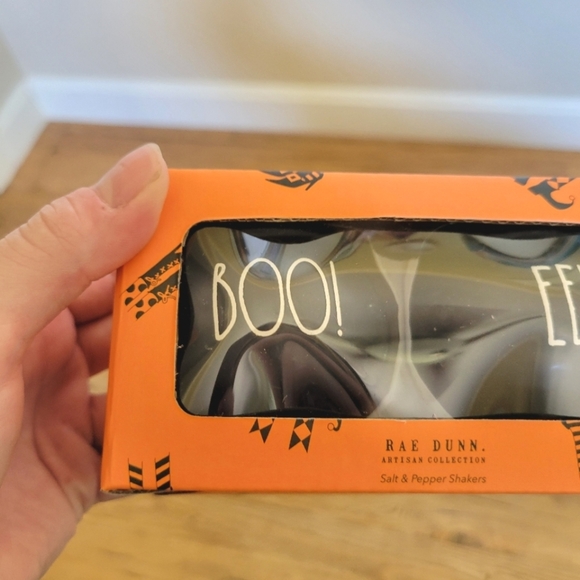 BOO!
RAE DUNN.
ARTISAN COLLECTION
Salt & Pepper Shakers